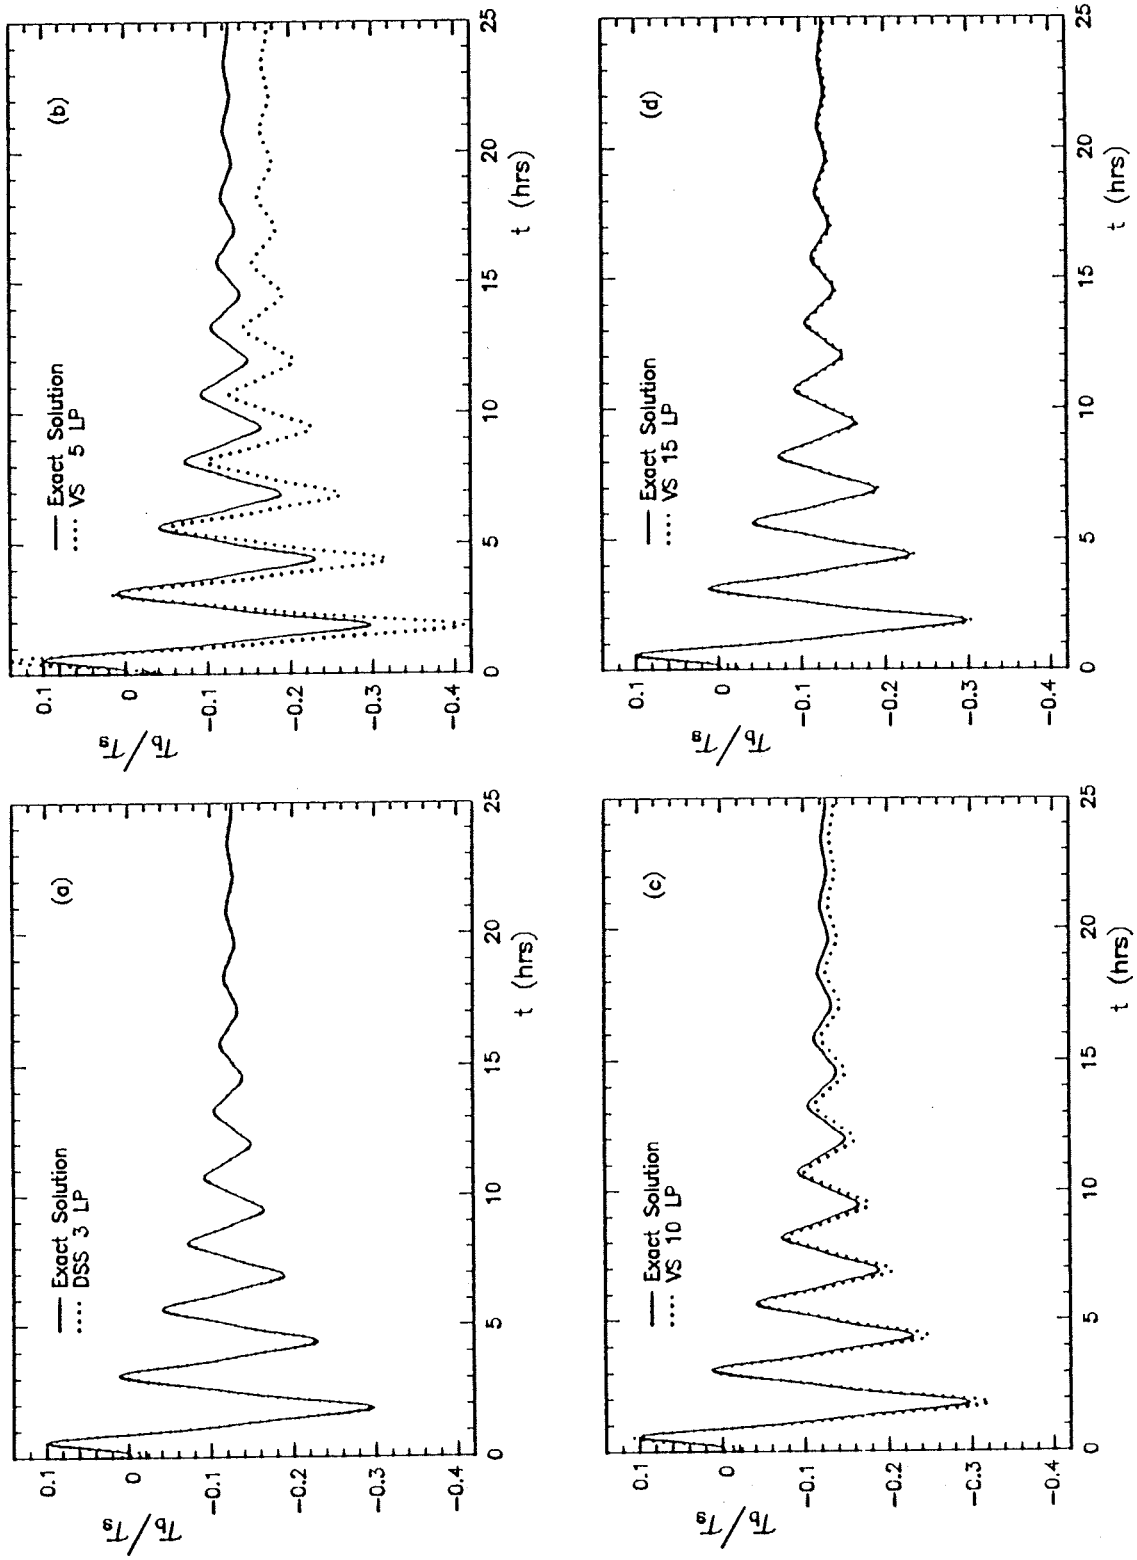 (a)
— Exact Solution
···· DSS 3 LP
τb/τs
0.1
0
−0.1
−0.2
−0.3
−0.4
0
5
10
15
20
25
t (hrs)
(b)
— Exact Solution
···· VS 5 LP
τb/τs
0.1
0
−0.1
−0.2
−0.3
−0.4
0
5
10
15
20
25
t (hrs)
(c)
— Exact Solution
···· VS 10 LP
τb/τs
0.1
0
−0.1
−0.2
−0.3
−0.4
0
5
10
15
20
25
t (hrs)
(d)
— Exact Solution
···· VS 15 LP
τb/τs
0.1
0
−0.1
−0.2
−0.3
−0.4
0
5
10
15
20
25
t (hrs)